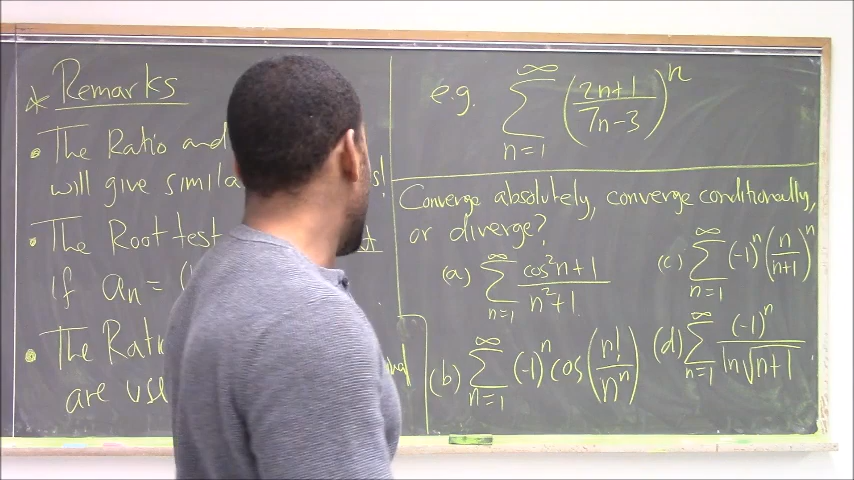 * Remarks
• The Ratio and
will give simila s!
• The Root test
if aₙ = (
• The Rati
are use
e.g. ∑_{n=1}^{∞} ((2n+1)/(7n-3))^n
Converge absolutely, converge conditionally,
or diverge?
(a) ∑_{n=1}^{∞} (cos²n+1)/(n²+1)
(b) ∑_{n=1}^{∞} (-1)^n cos(n!/n^n)
(c) ∑_{n=1}^{∞} (-1)^n (n/(n+1))^n
(d) ∑_{n=1}^{∞} (-1)^n/(ln√(n+1)).